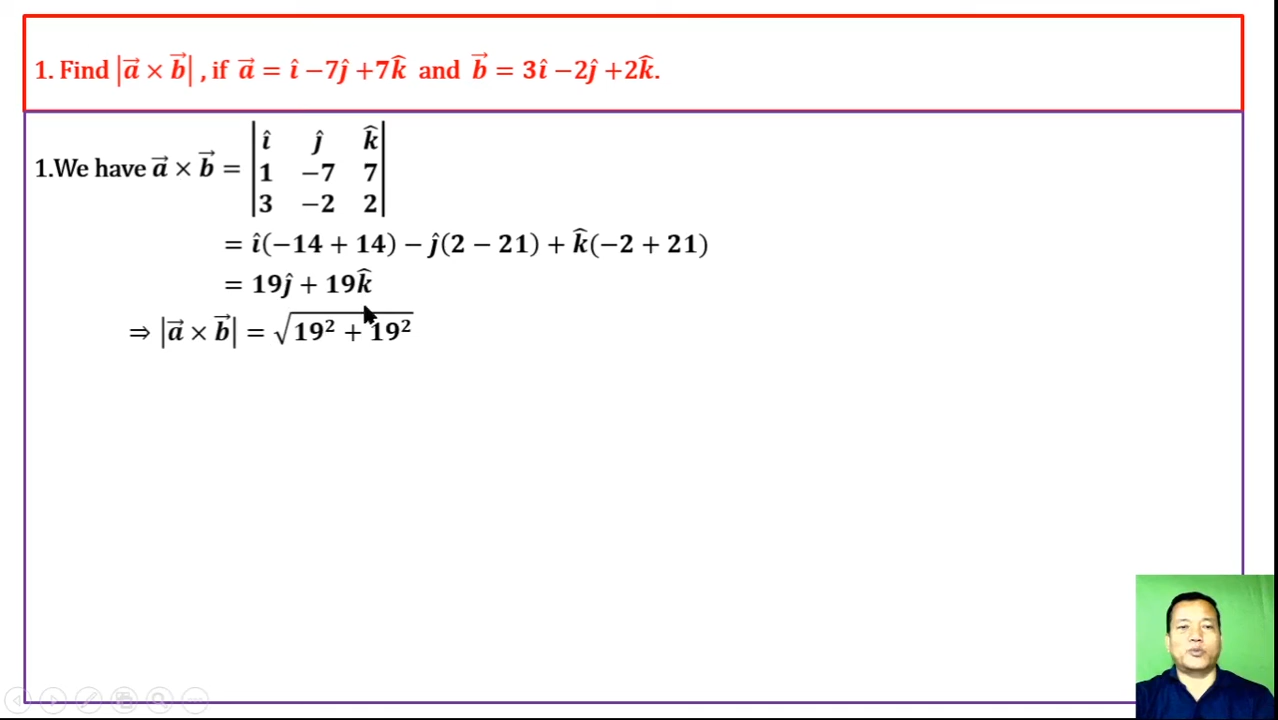 1. Find |a⃗ × b⃗| , if a⃗ = î −7ĵ +7k̂ and b⃗ = 3î −2ĵ +2k̂.
1.We have a⃗ × b⃗ = | î ĵ k̂ |
| 1 −7 7 |
| 3 −2 2 |
= î(−14 + 14) − ĵ(2 − 21) + k̂(−2 + 21)
= 19ĵ + 19k̂
⇒ |a⃗ × b⃗| = √(19² + 19²)